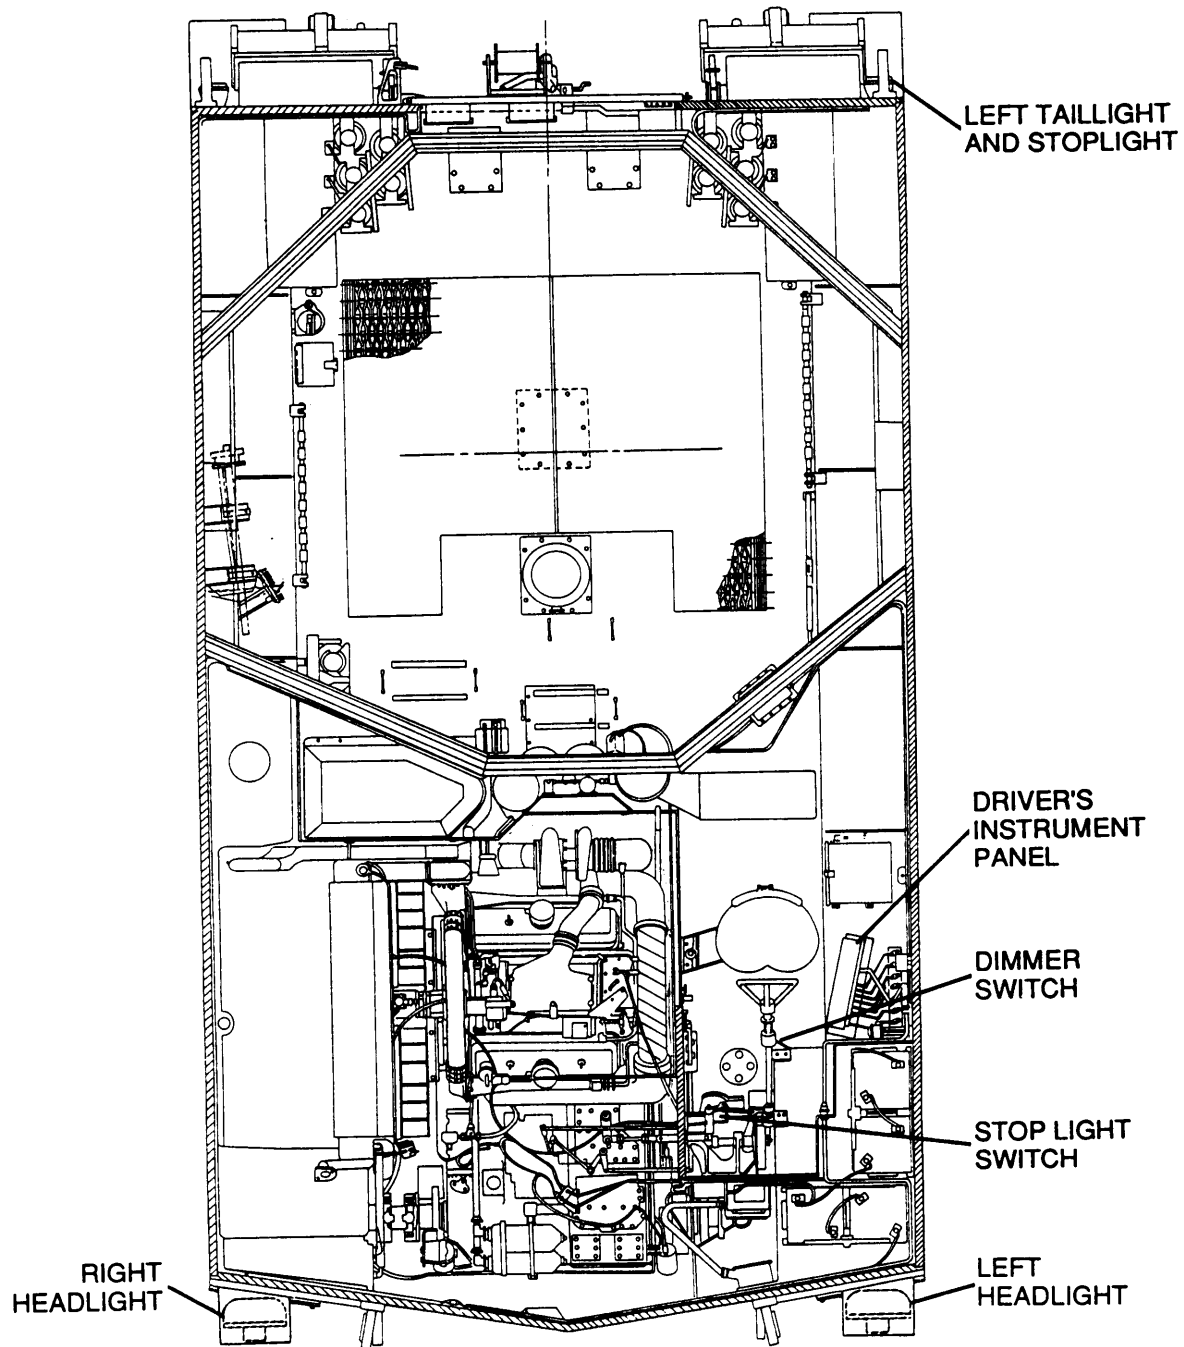 LEFT TAILLIGHT
AND STOPLIGHT
DRIVER'S
INSTRUMENT
PANEL
DIMMER
SWITCH
STOP LIGHT
SWITCH
RIGHT
HEADLIGHT
LEFT
HEADLIGHT